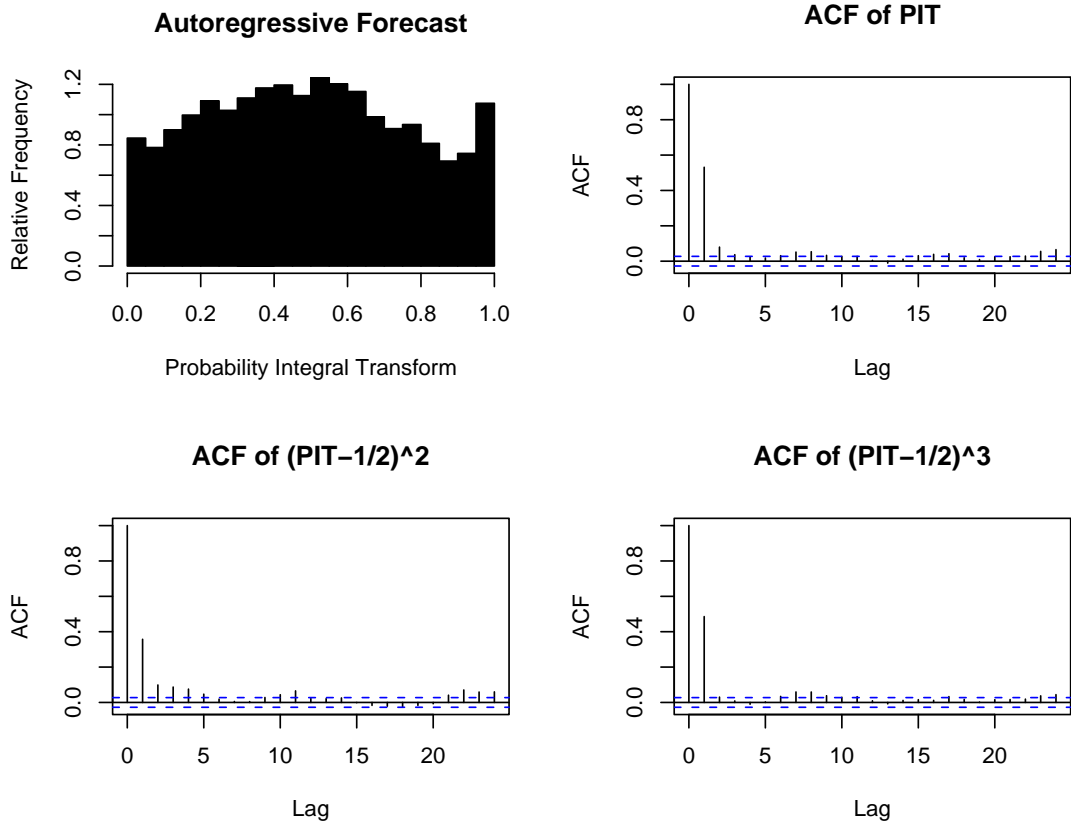 Autoregressive Forecast
Relative Frequency
0.0 0.4 0.8 1.2
0.0 0.2 0.4 0.6 0.8 1.0
Probability Integral Transform
ACF of PIT
ACF
0.0 0.4 0.8
0 5 10 15 20
Lag
ACF of (PIT−1/2)^2
ACF
0.0 0.4 0.8
0 5 10 15 20
Lag
ACF of (PIT−1/2)^3
ACF
0.0 0.4 0.8
0 5 10 15 20
Lag